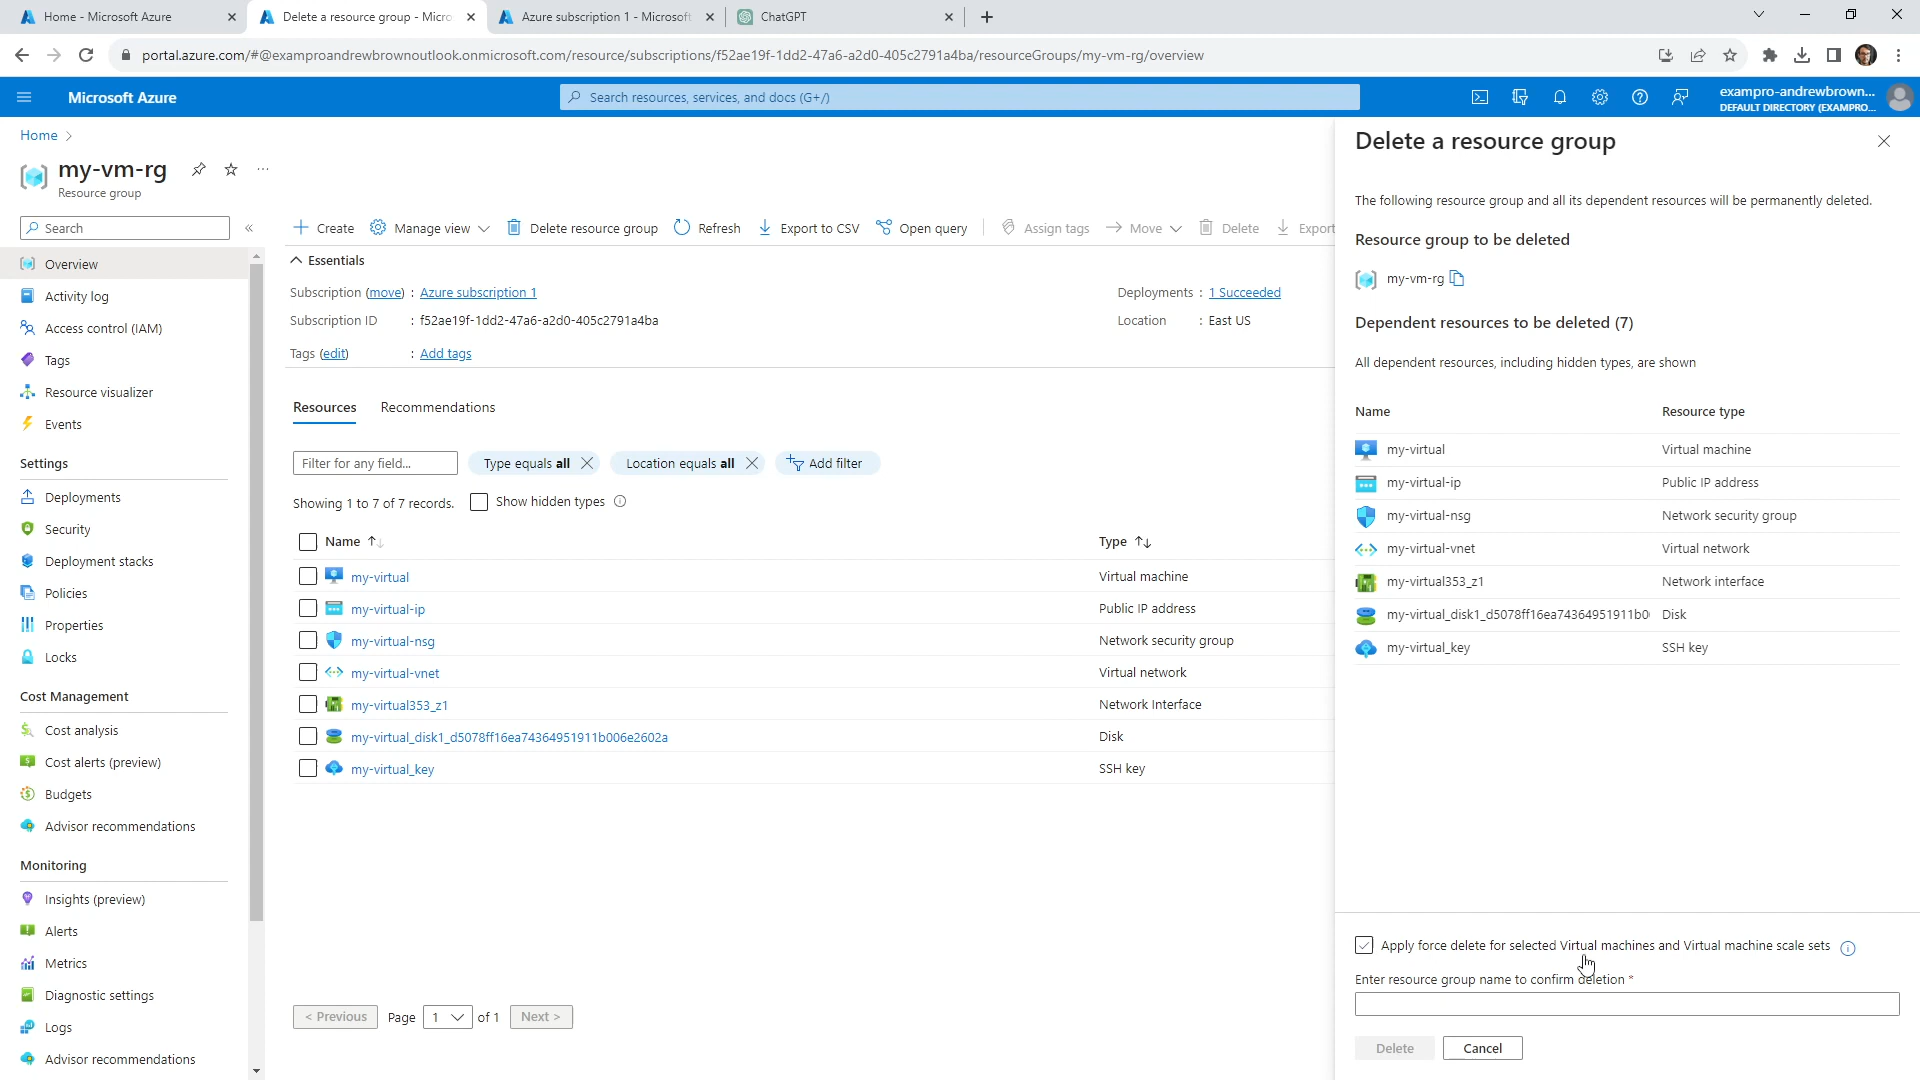 Home - Microsoft Azure
Delete a resource group - Micro
Azure subscription 1 - Microsoft
ChatGPT
portal.azure.com/#@examproandrewbrownoutlook.onmicrosoft.com/resource/subscriptions/f52ae19f-1dd2-47a6-a2d0-405c2791a4ba/resourceGroups/my-vm-rg/overview
Microsoft Azure
Search resources, services, and docs (G+/)
exampro-andrewbrown...
DEFAULT DIRECTORY (EXAMPRO...
Home
my-vm-rg
Resource group
Search
Overview
Activity log
Access control (IAM)
Tags
Resource visualizer
Events
Settings
Deployments
Security
Deployment stacks
Policies
Properties
Locks
Cost Management
Cost analysis
Cost alerts (preview)
Budgets
Advisor recommendations
Monitoring
Insights (preview)
Alerts
Metrics
Diagnostic settings
Logs
Advisor recommendations
Create Manage view Delete resource group Refresh Export to CSV Open query Assign tags Move Delete Export
Essentials
Subscription (move) : Azure subscription 1
Deployments : 1 Succeeded
Subscription ID : f52ae19f-1dd2-47a6-a2d0-405c2791a4ba
Location : East US
Tags (edit) : Add tags
Resources Recommendations
Filter for any field... Type equals all Location equals all Add filter
Showing 1 to 7 of 7 records. Show hidden types
Name Type
my-virtual Virtual machine
my-virtual-ip Public IP address
my-virtual-nsg Network security group
my-virtual-vnet Virtual network
my-virtual353_z1 Network Interface
my-virtual_disk1_d5078ff16ea74364951911b006e2602a Disk
my-virtual_key SSH key
< Previous Page 1 of 1 Next >
Delete a resource group
The following resource group and all its dependent resources will be permanently deleted.
Resource group to be deleted
my-vm-rg
Dependent resources to be deleted (7)
All dependent resources, including hidden types, are shown
Name Resource type
my-virtual Virtual machine
my-virtual-ip Public IP address
my-virtual-nsg Network security group
my-virtual-vnet Virtual network
my-virtual353_z1 Network interface
my-virtual_disk1_d5078ff16ea74364951911b0 Disk
my-virtual_key SSH key
Apply force delete for selected Virtual machines and Virtual machine scale sets
Enter resource group name to confirm deletion *
Delete Cancel